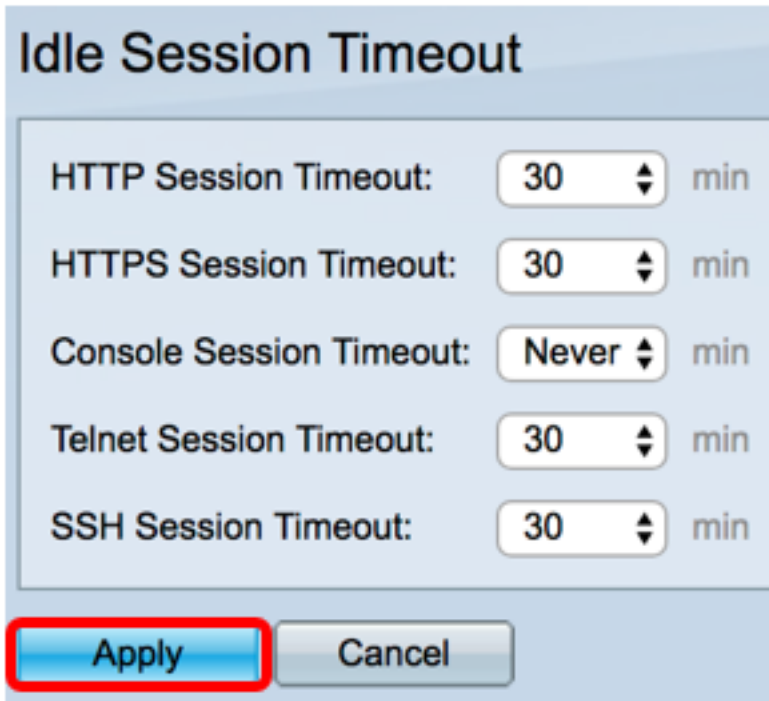 Idle Session Timeout
HTTP Session Timeout: 30 min
HTTPS Session Timeout: 30 min
Console Session Timeout: Never min
Telnet Session Timeout: 30 min
SSH Session Timeout: 30 min
Apply Cancel